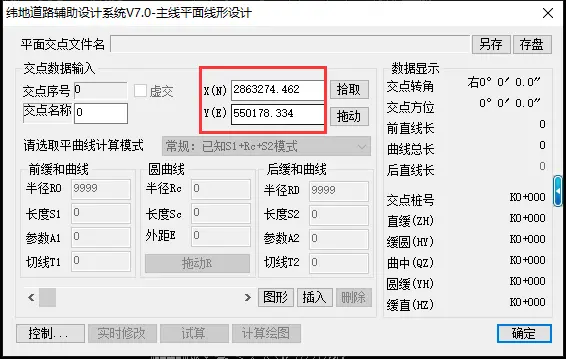 纬地道路辅助设计系统V7.0-主线平面线形设计
平面交点文件名 另存 存盘
交点数据输入
交点序号 0 虚交 X(N) 2863274.462 拾取
交点名称 0 Y(E) 550178.334 拖动
请选取平曲线计算模式 常规：已知S1+Rc+S2模式
前缓和曲线 圆曲线 后缓和曲线
半径RO 9999 半径Rc 0 半径RD 9999
长度S1 0 长度Sc 0 长度S2 0
参数A1 0 外距E 0 参数A2 0
切线T1 0 拖动R 切线T2 0
图形 插入 删除
数据显示
交点转角 右0° 0′ 0.0″
交点方位 0° 0′ 0.0″
前直线长 0
曲线总长 0
后直线长 0
交点桩号 K0+000
直缓(ZH) K0+000
缓圆(HY) K0+000
曲中(QZ) K0+000
圆缓(YH) K0+000
缓直(HZ) K0+000
控制... 实时修改 试算 计算绘图 确定